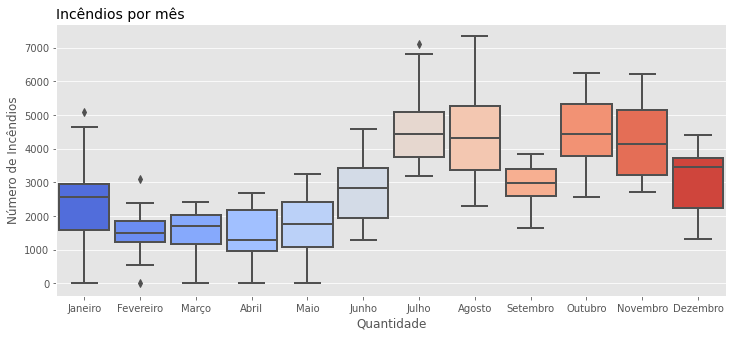 Incêndios por mês
Número de Incêndios
7000
6000
5000
4000
3000
2000
1000
0
Janeiro Fevereiro Março Abril Maio Junho Julho Agosto Setembro Outubro Novembro Dezembro
Quantidade